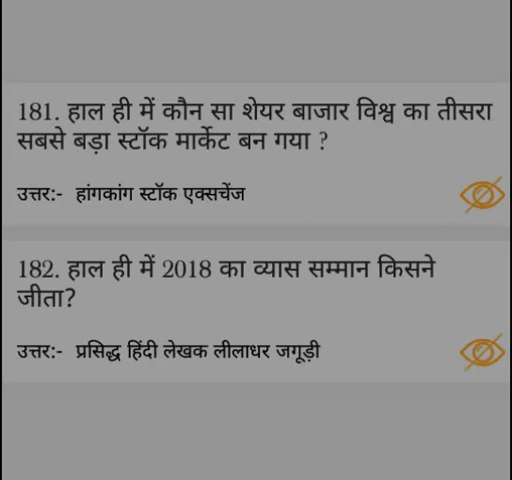 181. हाल ही में कौन सा शेयर बाजार विश्व का तीसरा
सबसे बड़ा स्टॉक मार्केट बन गया ?
उत्तर:- हांगकांग स्टॉक एक्सचेंज
182. हाल ही में 2018 का व्यास सम्मान किसने
जीता?
उत्तर:- प्रसिद्ध हिंदी लेखक लीलाधर जगूड़ी